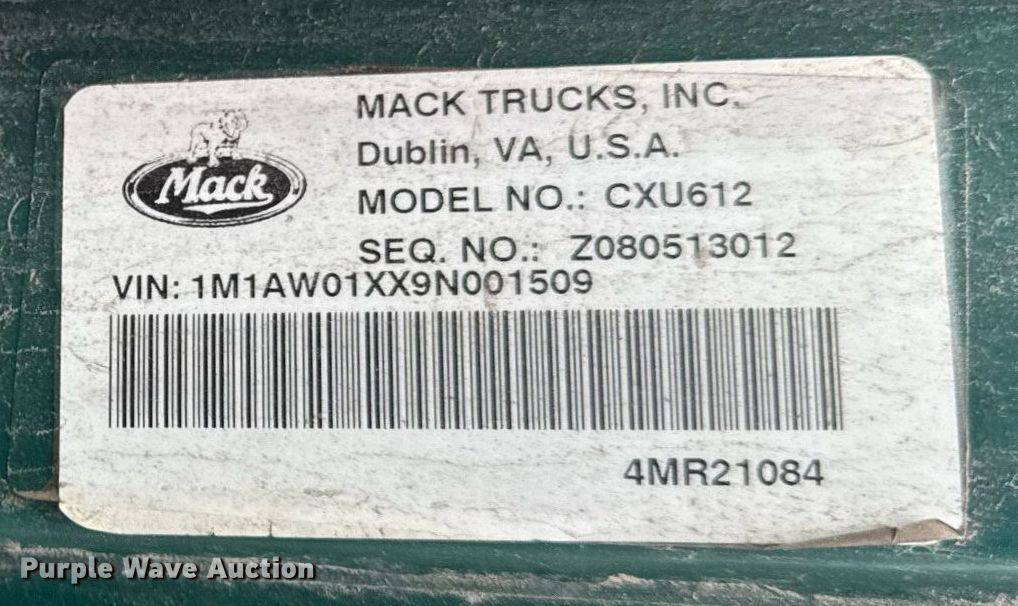 MACK TRUCKS, INC.
Dublin, VA, U.S.A.
Mack
MODEL NO.: CXU612
SEQ. NO.: Z080513012
VIN: 1M1AW01XX9N001509
4MR21084
Purple Wave Auction